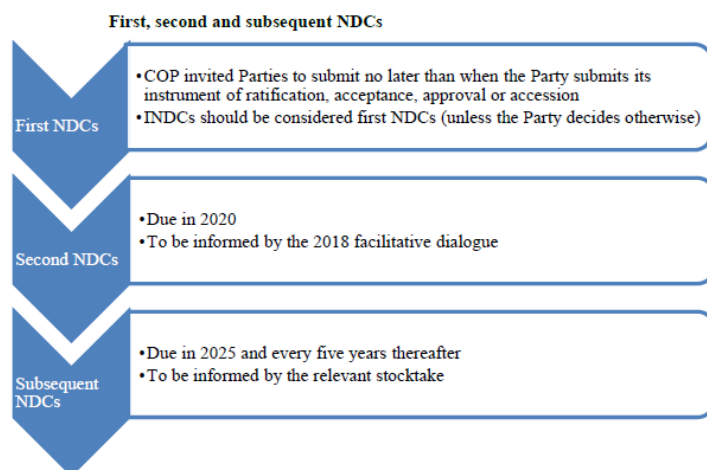 First, second and subsequent NDCs
First NDCs
•COP invited Parties to submit no later than when the Party submits its
instrument of ratification, acceptance, approval or accession
•INDCs should be considered first NDCs (unless the Party decides otherwise)
Second NDCs
•Due in 2020
•To be informed by the 2018 facilitative dialogue
Subsequent
NDCs
•Due in 2025 and every five years thereafter
•To be informed by the relevant stocktake